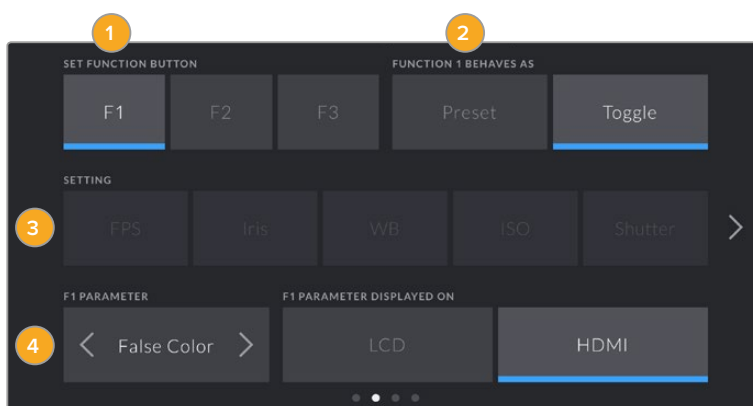 1 2
SET FUNCTION BUTTON FUNCTION 1 BEHAVES AS
F1 F2 F3 Preset Toggle
SETTING
3 FPS Iris WB ISO Shutter
F1 PARAMETER F1 PARAMETER DISPLAYED ON
4 False Color LCD HDMI